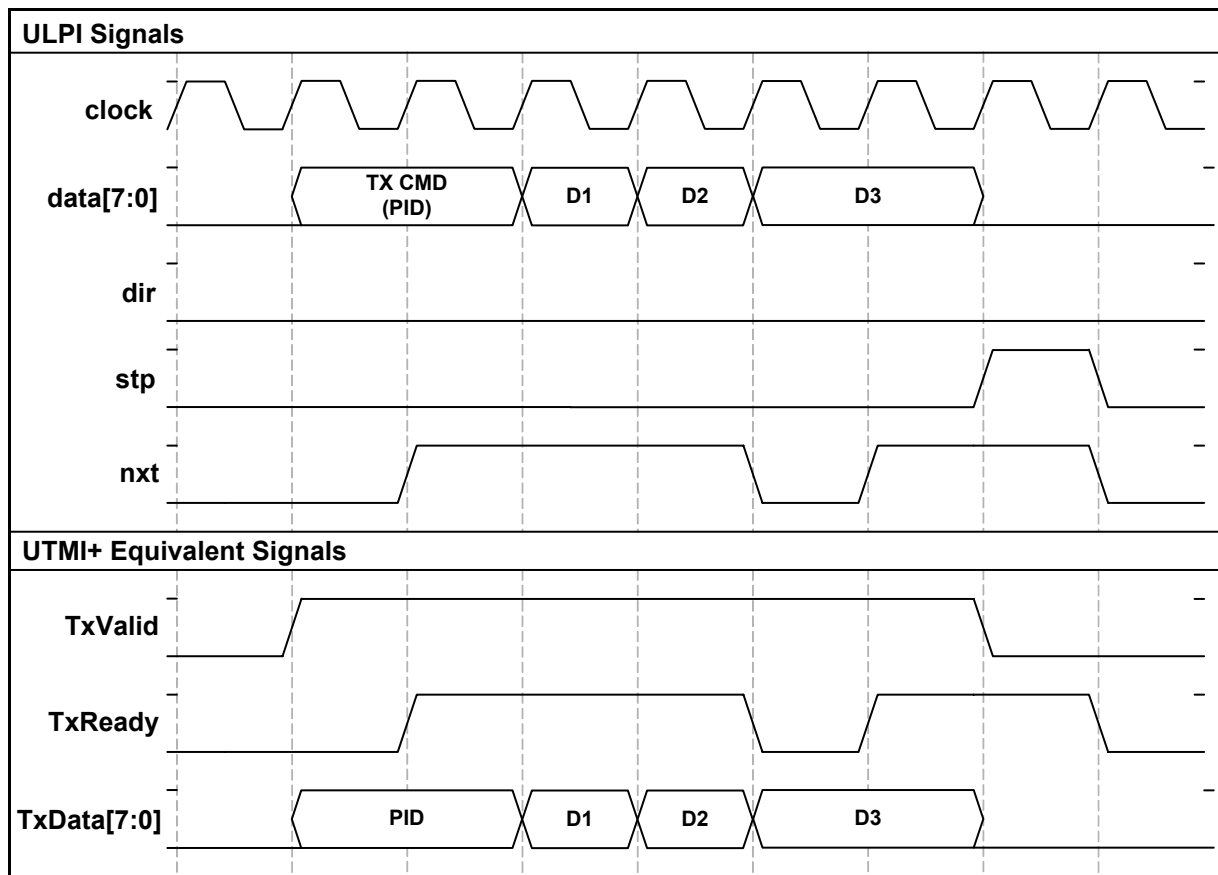 ULPI Signals
clock
data[7:0]
TX CMD
(PID)
D1
D2
D3
dir
stp
nxt
UTMI+ Equivalent Signals
TxValid
TxReady
TxData[7:0]
PID
D1
D2
D3